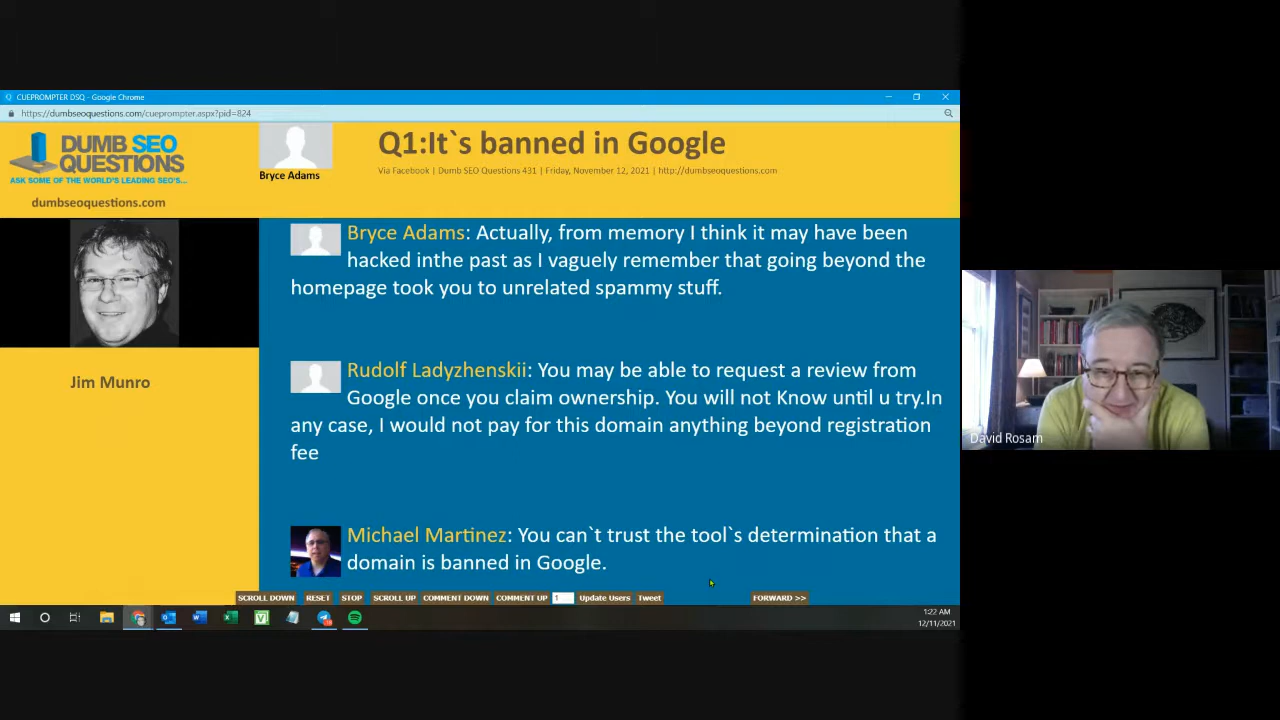 CUEPROMPTER DSQ - Google Chrome
https://dumbseoquestions.com/cueprompter.aspx?pid=824
DUMB SEO
QUESTIONS
ASK SOME OF THE WORLD'S LEADING SEO'S...
dumbseoquestions.com
Bryce Adams
Q1:It`s banned in Google
Via Facebook | Dumb SEO Questions 431 | Friday, November 12, 2021 | http://dumbseoquestions.com
Jim Munro
Bryce Adams: Actually, from memory I think it may have been
hacked inthe past as I vaguely remember that going beyond the
homepage took you to unrelated spammy stuff.
Rudolf Ladyzhenskii: You may be able to request a review from
Google once you claim ownership. You will not Know until u try.In
any case, I would not pay for this domain anything beyond registration
fee
Michael Martinez: You can`t trust the tool`s determination that a
domain is banned in Google.
SCROLL DOWN RESET STOP SCROLL UP COMMENT DOWN COMMENT UP 1 Update Users Tweet FORWARD >>
1:22 AM
12/11/2021
David Rosam